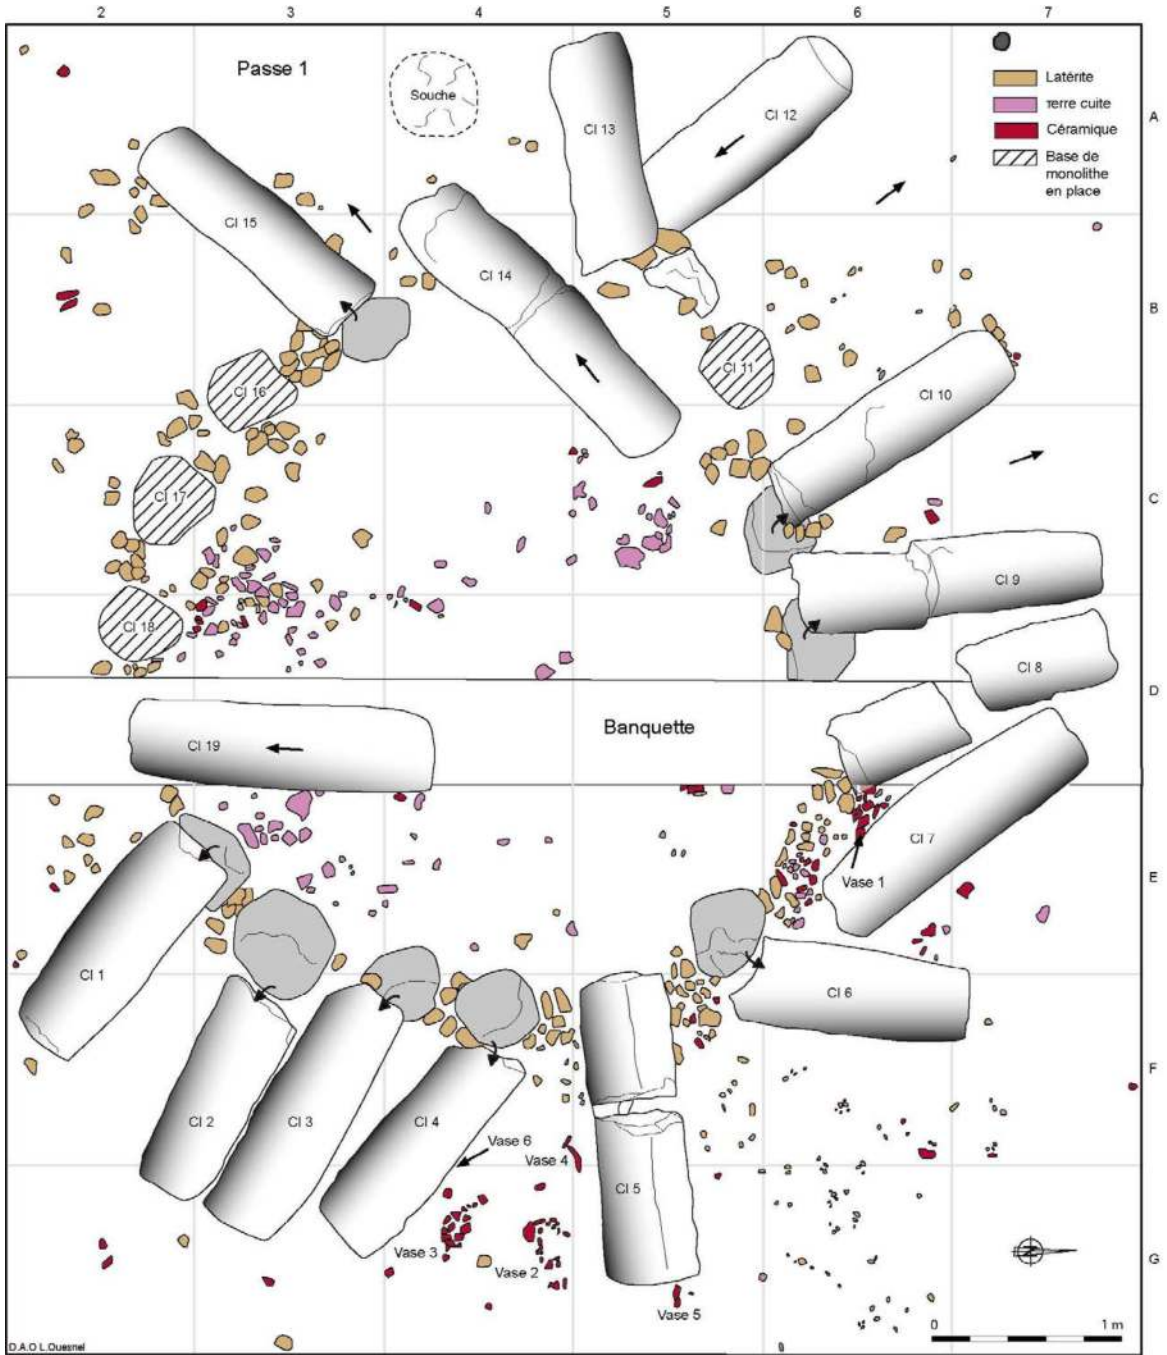 2 3 4 5 6 7
Passe 1
Souche
Latérite
Terre cuite
Céramique
Base de
monolithe
en place
A
Cl 13
Cl 12
Cl 15
Cl 14
B
Cl 11
Cl 16
Cl 10
C
Cl 17
Cl 9
Cl 18
Cl 8
D
Cl 19
Banquette
Cl 7
Vase 1
E
Cl 1
Cl 6
F
Cl 2
Cl 3
Cl 4
Vase 6
Vase 4
Cl 5
Vase 3
Vase 2
Vase 5
G
N
0 1 m
D.A.O L.Quesnel